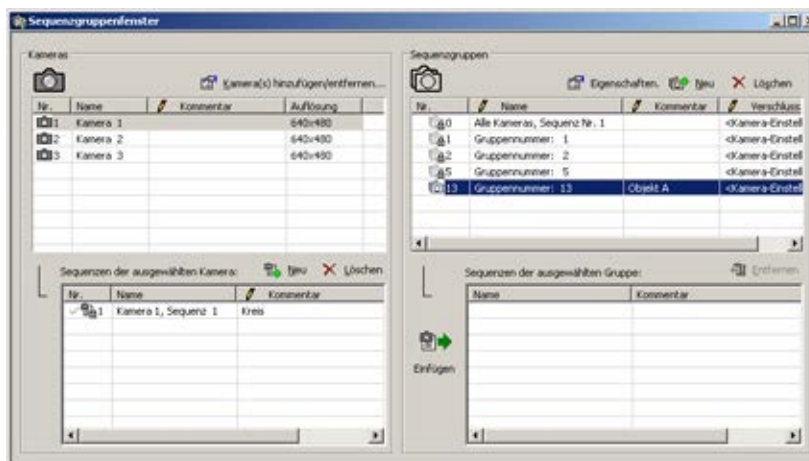 Sequenzgruppenfenster
Kameras
Kamera(s) hinzufügen/entfernen...
Nr. Name Kommentar Auflösung
1 Kamera 1 640x480
2 Kamera 2 640x480
3 Kamera 3 640x480
Sequenzen der ausgewählten Kamera: Neu Löschen
Nr. Name Kommentar
1 Kamera 1, Sequenz 1 Kreis
Sequenzgruppen
Eigenschaften. Neu Löschen
Nr. Name Kommentar Verschluss
0 Alle Kameras, Sequenz Nr. 1 <Kamera-Einstell
1 Gruppennummer: 1 <Kamera-Einstell
2 Gruppennummer: 2 <Kamera-Einstell
5 Gruppennummer: 5 <Kamera-Einstell
13 Gruppennummer: 13 Objekt A <Kamera-Einstell
Sequenzen der ausgewählten Gruppe: Entfernen
Name Kommentar
Einfügen